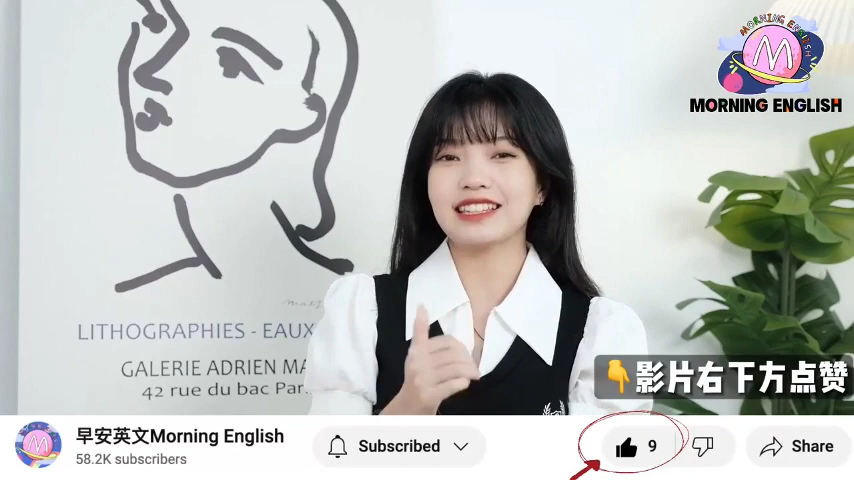 MORNING ENGLISH
M
MORNING ENGLISH
LITHOGRAPHIES - EAUX
GALERIE ADRIEN MA
42 rue du bac Par
👇影片右下方点赞
M
早安英文Morning English
58.2K subscribers
Subscribed
9
Share